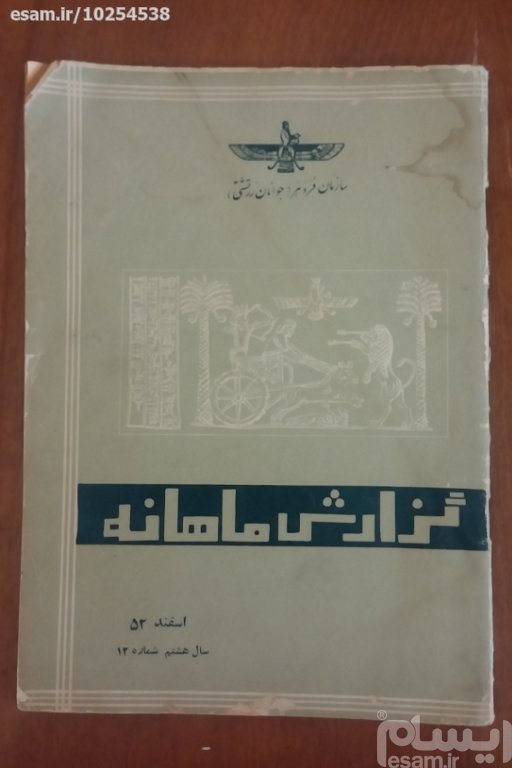 esam.ir/10254538
سازمان فروهر (جوانان زرتشتی)
گزارش ماهانه
اسفند ۵۲
سال هشتم شماره ۱۲
ایسام
esam.ir